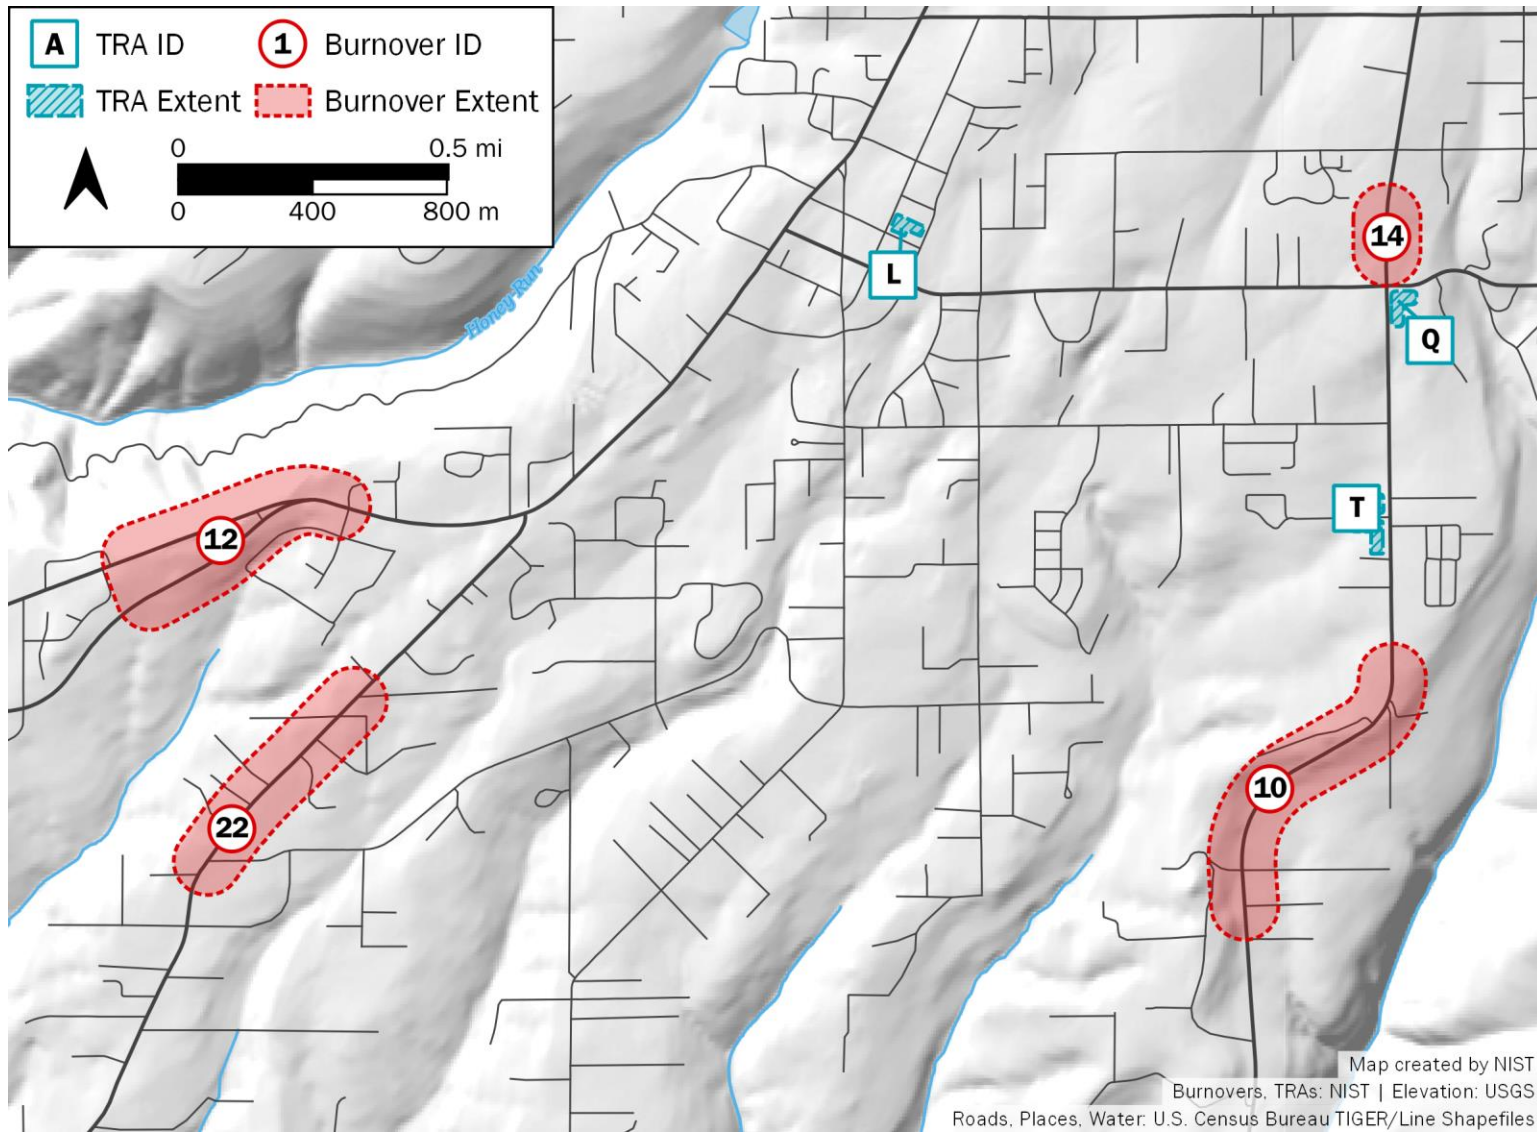 A TRA ID 1 Burnover ID
TRA Extent Burnover Extent
0 0.5 mi
0 400 800 m
14
L
Honey-Run
Q
T
12
10
22
Map created by NIST
Burnovers, TRAs: NIST | Elevation: USGS
Roads, Places, Water: U.S. Census Bureau TIGER/Line Shapefiles